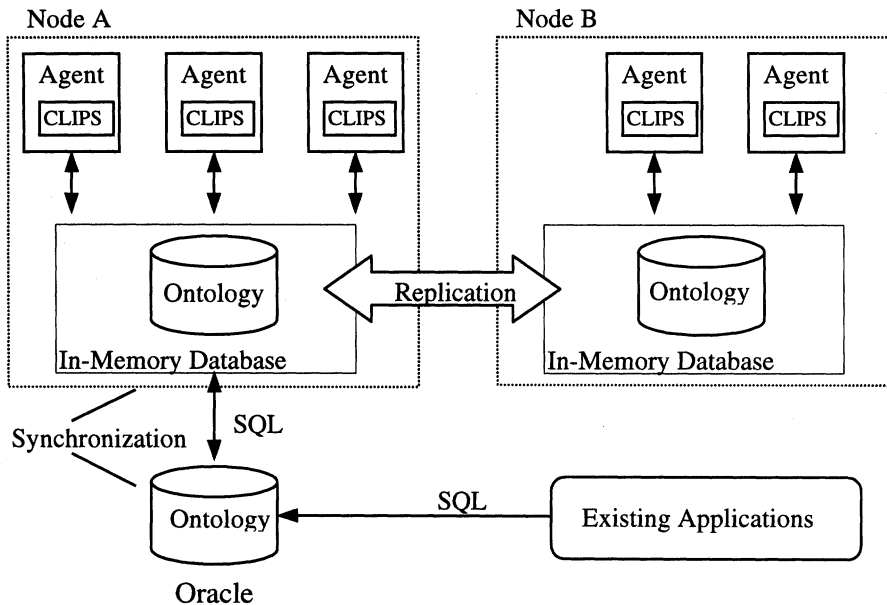 Node A
Node B
Agent
CLIPS
Agent
CLIPS
Agent
CLIPS
Agent
CLIPS
Agent
CLIPS
Ontology
In-Memory Database
Replication
Ontology
In-Memory Database
Synchronization
SQL
Ontology
Oracle
SQL
Existing Applications